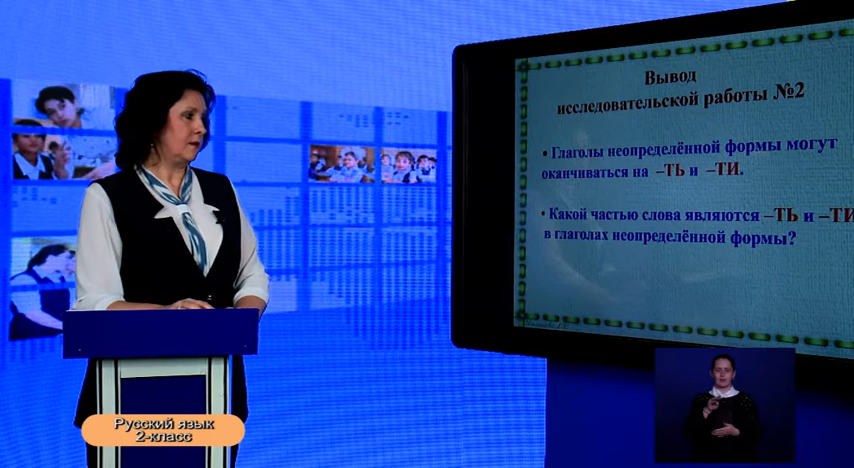 Вывод
исследовательской работы №2
• Глаголы неопределённой формы могут
оканчиваться на –ТЬ и –ТИ.
• Какой частью слова являются –ТЬ и –ТИ
в глаголах неопределённой формы?
Русский язык
2-класс